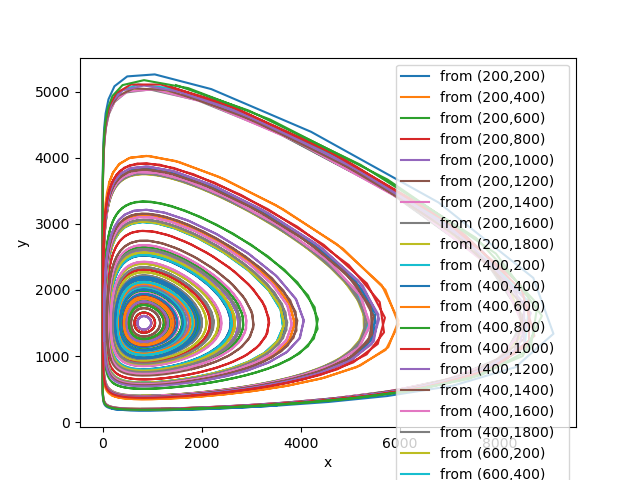 5000
4000
3000
2000
1000
0
y
0
2000
4000
6000
8000
x
from (200,200)
from (200,400)
from (200,600)
from (200,800)
from (200,1000)
from (200,1200)
from (200,1400)
from (200,1600)
from (200,1800)
from (400,200)
from (400,400)
from (400,600)
from (400,800)
from (400,1000)
from (400,1200)
from (400,1400)
from (400,1600)
from (400,1800)
from (600,200)
from (600,400)